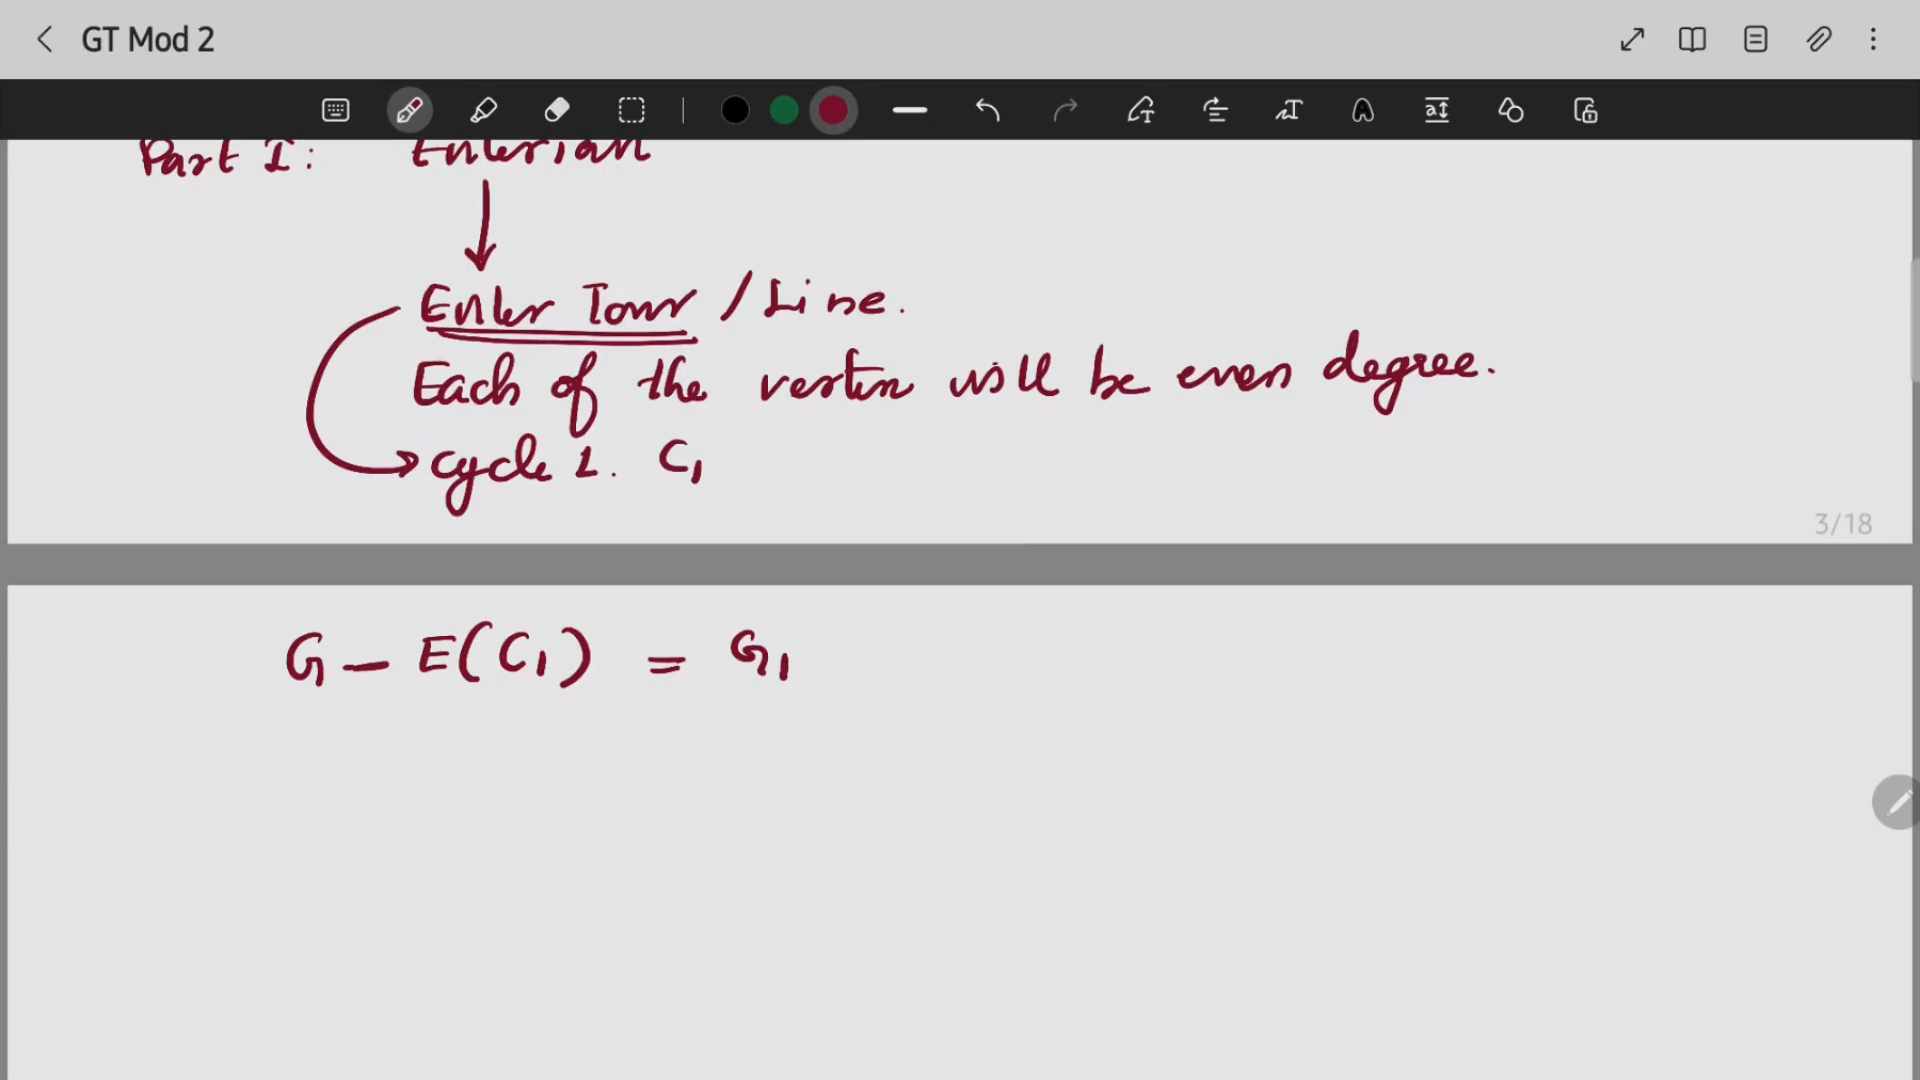 GT Mod 2
Part I: Eulerian
Euler Tour / Line.
Each of the vertex will be even degree.
cycle 1. C₁
3/18
G – E(C₁) = G₁